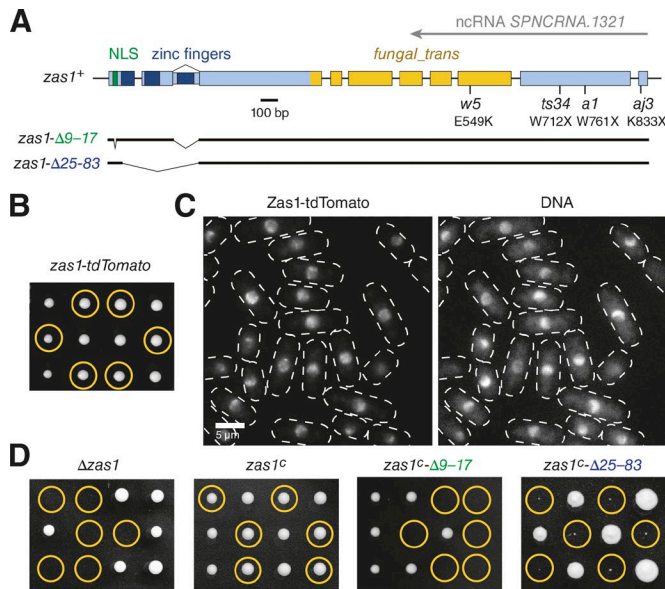 A
ncRNA SPNCRNA.1321
NLS zinc fingers fungal_trans
zas1+
100 bp
w5 ts34 a1 aj3
E549K W712X W761X K833X
zas1-Δ9–17
zas1-Δ25-83
B
zas1-tdTomato
C
Zas1-tdTomato DNA
5 µm
D
Δzas1 zas1c zas1c-Δ9–17 zas1c-Δ25–83